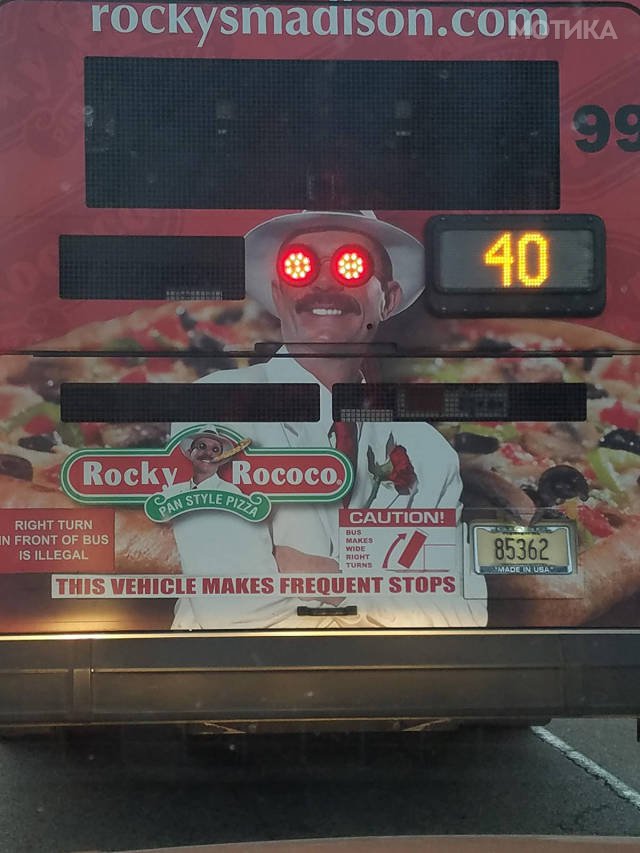 rockysmadison.com
МОТИКА
99
40
Rocky Rococo®
PAN STYLE PIZZA
RIGHT TURN
IN FRONT OF BUS
IS ILLEGAL
CAUTION!
BUS
MAKES
WIDE
RIGHT
TURNS
85362
"MADE IN USA"
THIS VEHICLE MAKES FREQUENT STOPS